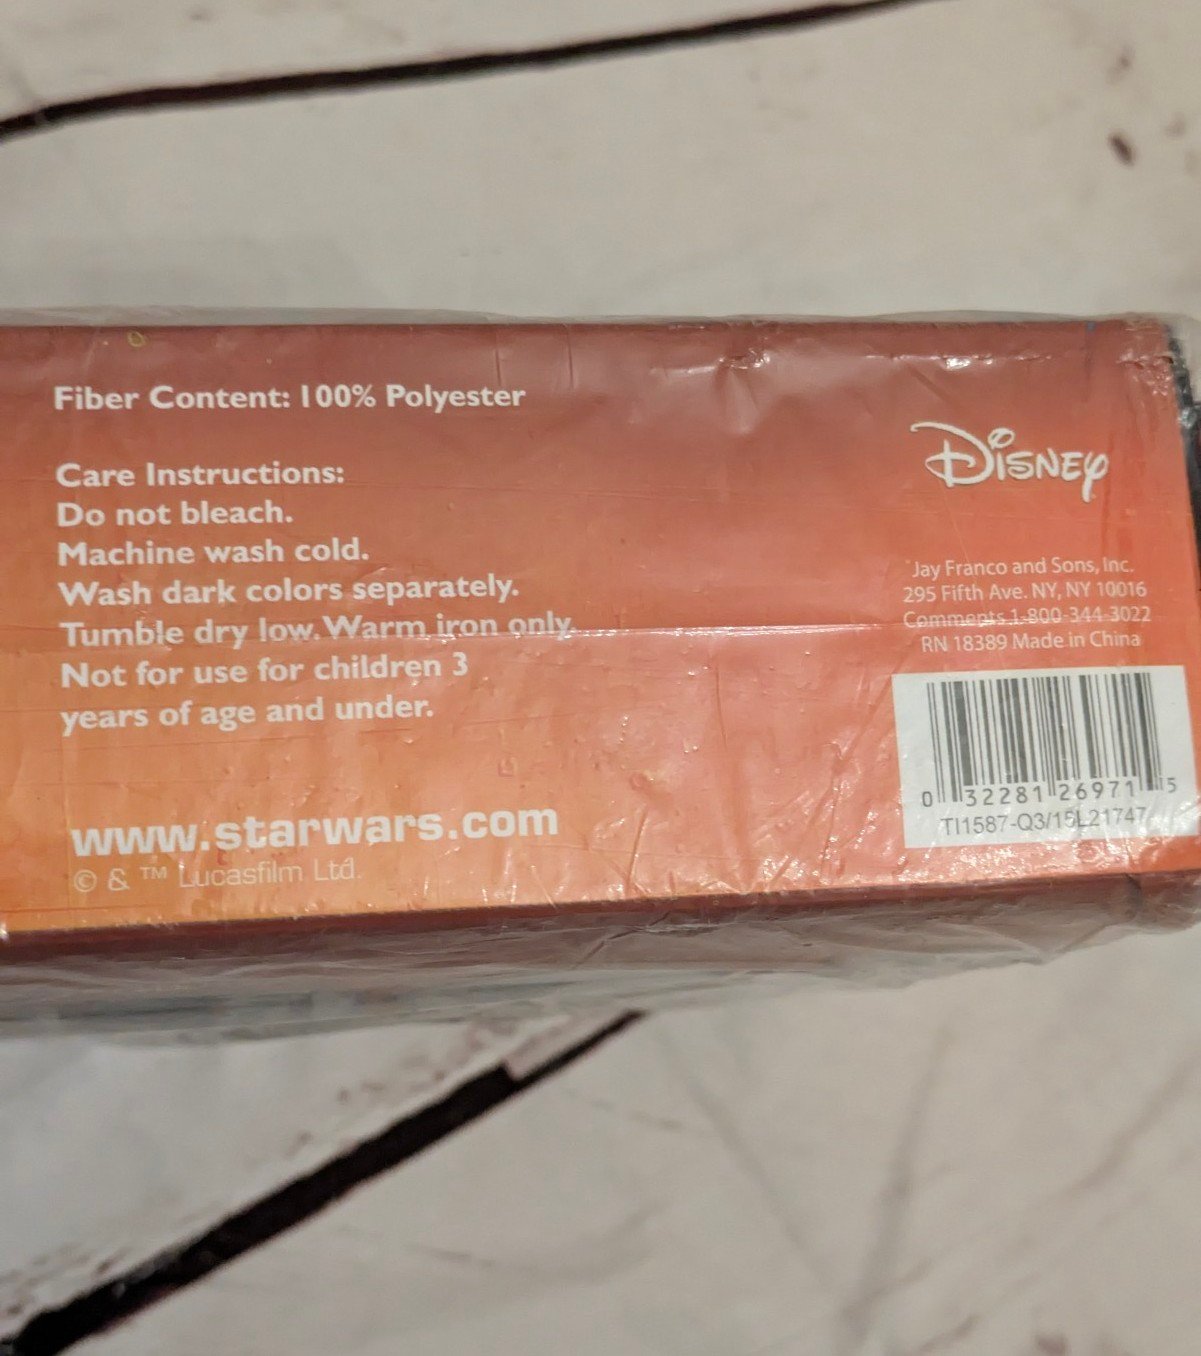 Fiber Content: 100% Polyester
Care Instructions:
Do not bleach.
Machine wash cold.
Wash dark colors separately.
Tumble dry low. Warm iron only.
Not for use for children 3
years of age and under.
www.starwars.com
© & ™ Lucasfilm Ltd.
Disney
Jay Franco and Sons, Inc.
295 Fifth Ave. NY, NY 10016
Comments 1-800-344-3022
RN 18389 Made in China
0 32281 26971 5
TI1587-Q3/15L21747